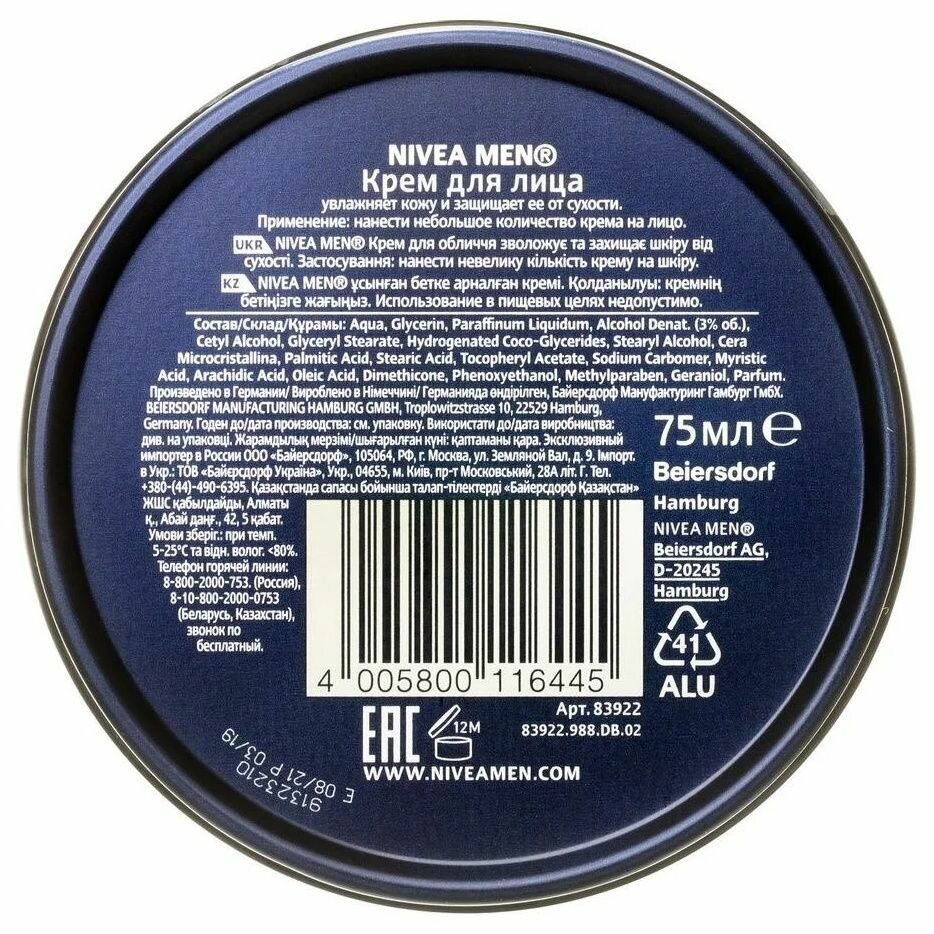 NIVEA MEN®
Крем для лица
увлажняет кожу и защищает ее от сухости.
Применение: нанести небольшое количество крема на лицо.
UKR NIVEA MEN® Крем для обличчя зволожує та захищає шкіру від
сухості. Застосування: нанести невелику кількість крему на шкіру.
KZ NIVEA MEN® ұсынған бетке арналған кремі. Қолданылуы: кремнің
бетіңізге жағыңыз. Использование в пищевых целях недопустимо.
Состав/Склад/Құрамы: Aqua, Glycerin, Paraffinum Liquidum, Alcohol Denat. (3% об.),
Cetyl Alcohol, Glyceryl Stearate, Hydrogenated Coco-Glycerides, Stearyl Alcohol, Cera
Microcristallina, Palmitic Acid, Stearic Acid, Tocopheryl Acetate, Sodium Carbomer, Myristic
Acid, Arachidic Acid, Oleic Acid, Dimethicone, Phenoxyethanol, Methylparaben, Geraniol, Parfum.
Произведено в Германии/ Вироблено в Німеччині/ Германияда өндірілген, Байерсдорф Мануфактуринг Гамбург ГмбХ.
BEIERSDORF MANUFACTURING HAMBURG GMBH, Troplowitzstrasse 10, 22529 Hamburg,
Germany. Годен до/дата производства: см. упаковку. Використати до/дата виробництва:
див. на упаковці. Жарамдылық мерзімі/шығарылған күні: қаптаманы қара. Эксклюзивный
импортер в России ООО «Байерсдорф», 105064, РФ, г. Москва, ул. Земляной Вал, д. 9. Імпорт.
в Укр.: ТОВ «Байєрсдорф Україна», Укр., 04655, м. Київ, пр-т Московський, 28А літ. Г. Тел.
+380-(44)-490-6395. Қазақстанда сапасы бойынша талап-тілектерді «Байерсдорф Қазақстан»
ЖШС қабылдайды, Алматы
қ., Абай даңғ., 42, 5 қабат.
Умови зберіг.: при темп.
5-25°C та відн. волог. <80%.
Телефон горячей линии:
8-800-2000-753. (Россия),
8-10-800-2000-0753
(Беларусь, Казахстан),
звонок по
бесплатный.
75мл e
Beiersdorf
Hamburg
NIVEA MEN®
Beiersdorf AG,
D-20245
Hamburg
41
ALU
4 005800 116445
Арт. 83922
83922.988.DB.02
EAC
12M
WWW.NIVEAMEN.COM
E 08/21 P 03/19
91323210